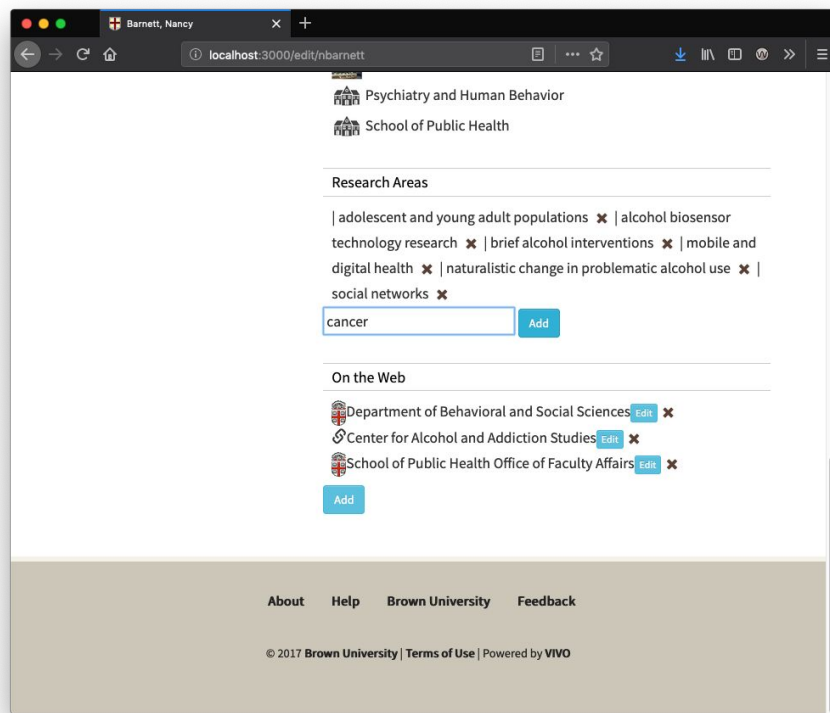 Barnett, Nancy
localhost:3000/edit/nbarnett
Psychiatry and Human Behavior
School of Public Health
Research Areas
| adolescent and young adult populations ✖ | alcohol biosensor
technology research ✖ | brief alcohol interventions ✖ | mobile and
digital health ✖ | naturalistic change in problematic alcohol use ✖ |
social networks ✖
cancer Add
On the Web
Department of Behavioral and Social Sciences Edit ✖
Center for Alcohol and Addiction Studies Edit ✖
School of Public Health Office of Faculty Affairs Edit ✖
Add
About Help Brown University Feedback
© 2017 Brown University | Terms of Use | Powered by VIVO